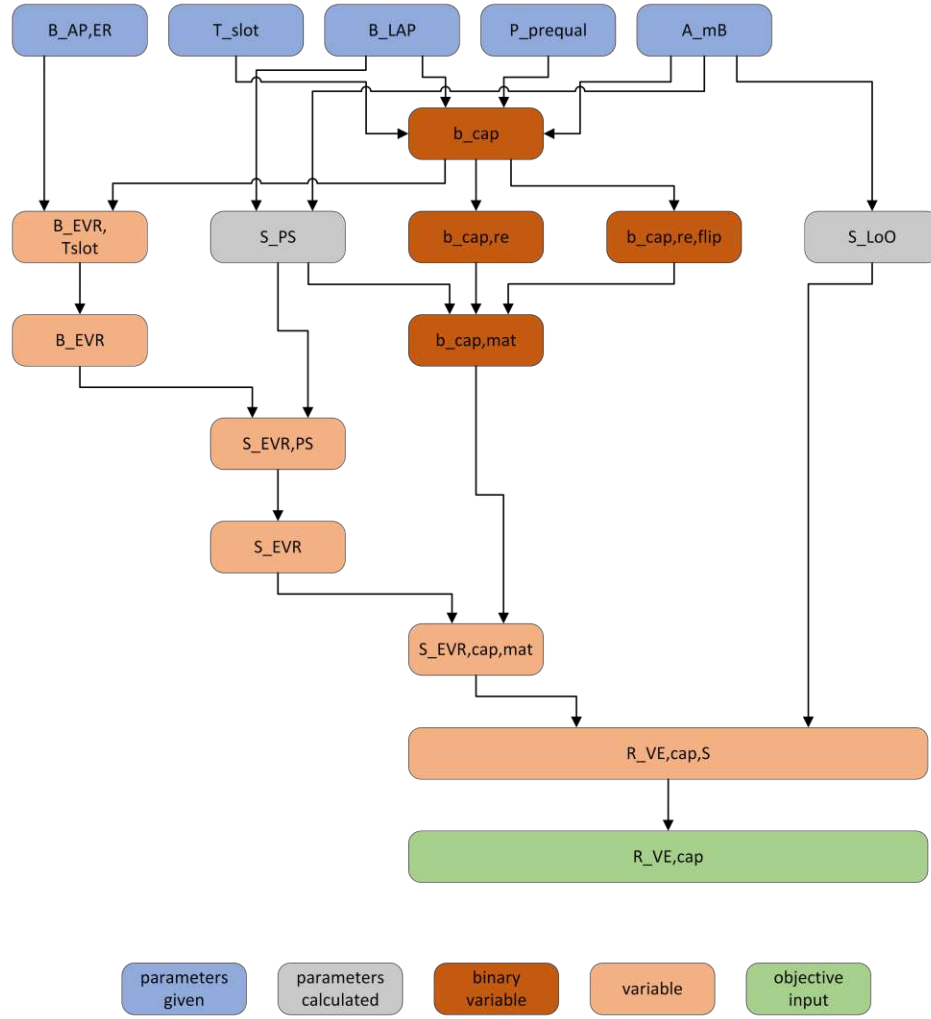 B_AP,ER
T_slot
B_LAP
P_prequal
A_mB
b_cap
B_EVR,
Tslot
S_PS
b_cap,re
b_cap,re,flip
S_LoO
B_EVR
b_cap,mat
S_EVR,PS
S_EVR
S_EVR,cap,mat
R_VE,cap,S
R_VE,cap
parameters
given
parameters
calculated
binary
variable
variable
objective
input